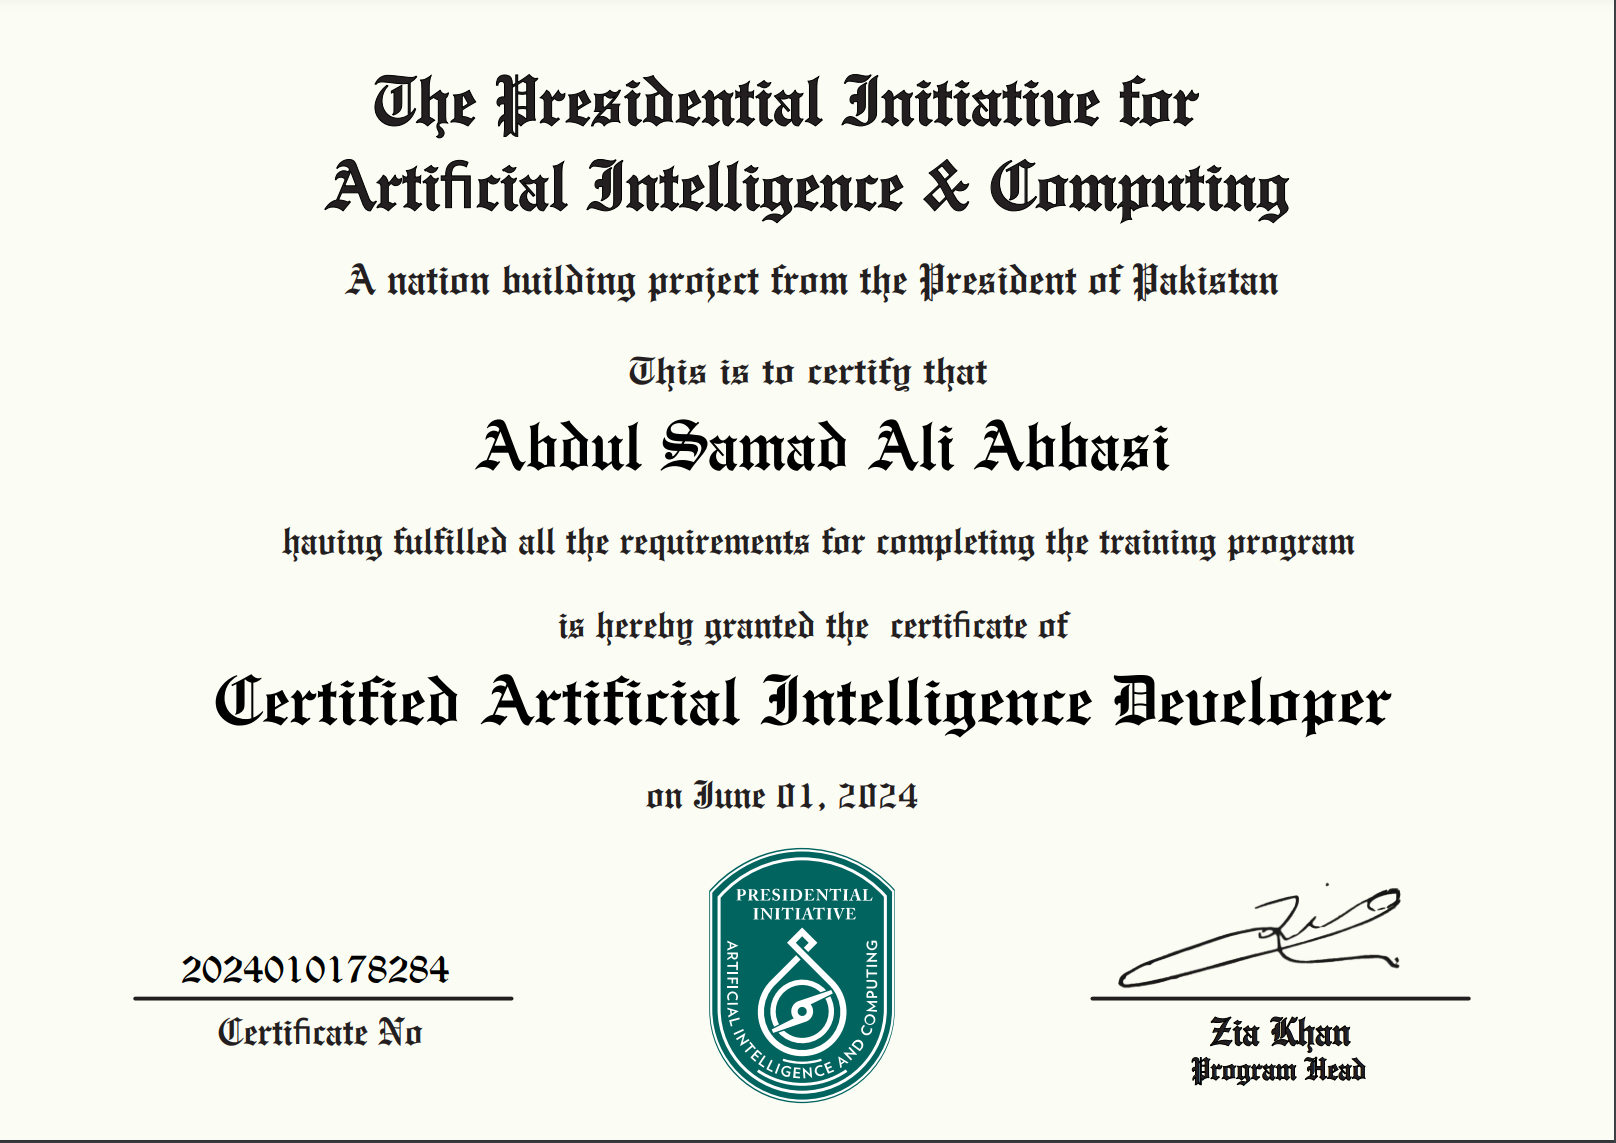 The Presidential Initiative for
Artificial Intelligence & Computing
A nation building project from the President of Pakistan
This is to certify that
Abdul Samad Ali Abbasi
having fulfilled all the requirements for completing the training program
is hereby granted the certificate of
Certified Artificial Intelligence Developer
on June 01, 2024
PRESIDENTIAL
INITIATIVE
ARTIFICIAL INTELLIGENCE AND COMPUTING
2024010178284
Certificate No
Zia
Zia Khan
Program Head